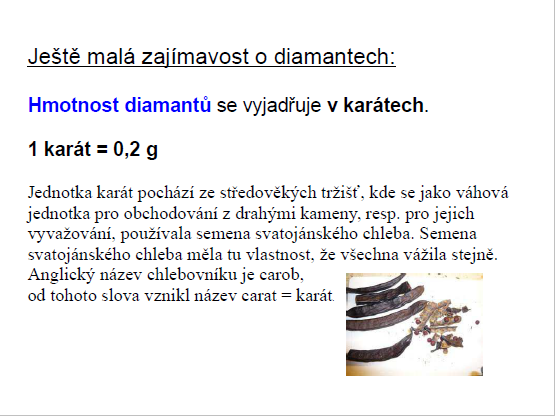 Ještě malá zajímavost o diamantech:
Hmotnost diamantů se vyjadřuje v karátech.
1 karát = 0,2 g
Jednotka karát pochází ze středověkých tržišť, kde se jako váhová
jednotka pro obchodování z drahými kameny, resp. pro jejich
vyvažování, používala semena svatojánského chleba. Semena
svatojánského chleba měla tu vlastnost, že všechna vážila stejně.
Anglický název chlebovníku je carob,
od tohoto slova vznikl název carat = karát.